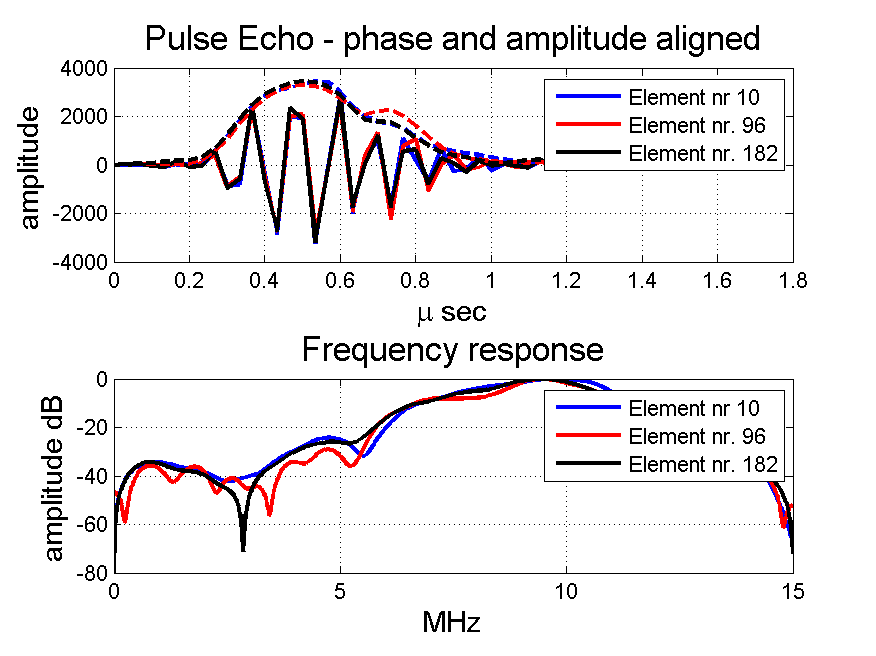 Pulse Echo - phase and amplitude aligned
4000
2000
0
-2000
-4000
amplitude
Element nr 10
Element nr. 96
Element nr. 182
0 0.2 0.4 0.6 0.8 1 1.2 1.4 1.6 1.8
μ sec
Frequency response
0
-20
-40
-60
-80
amplitude dB
Element nr 10
Element nr. 96
Element nr. 182
0 5 10 15
MHz